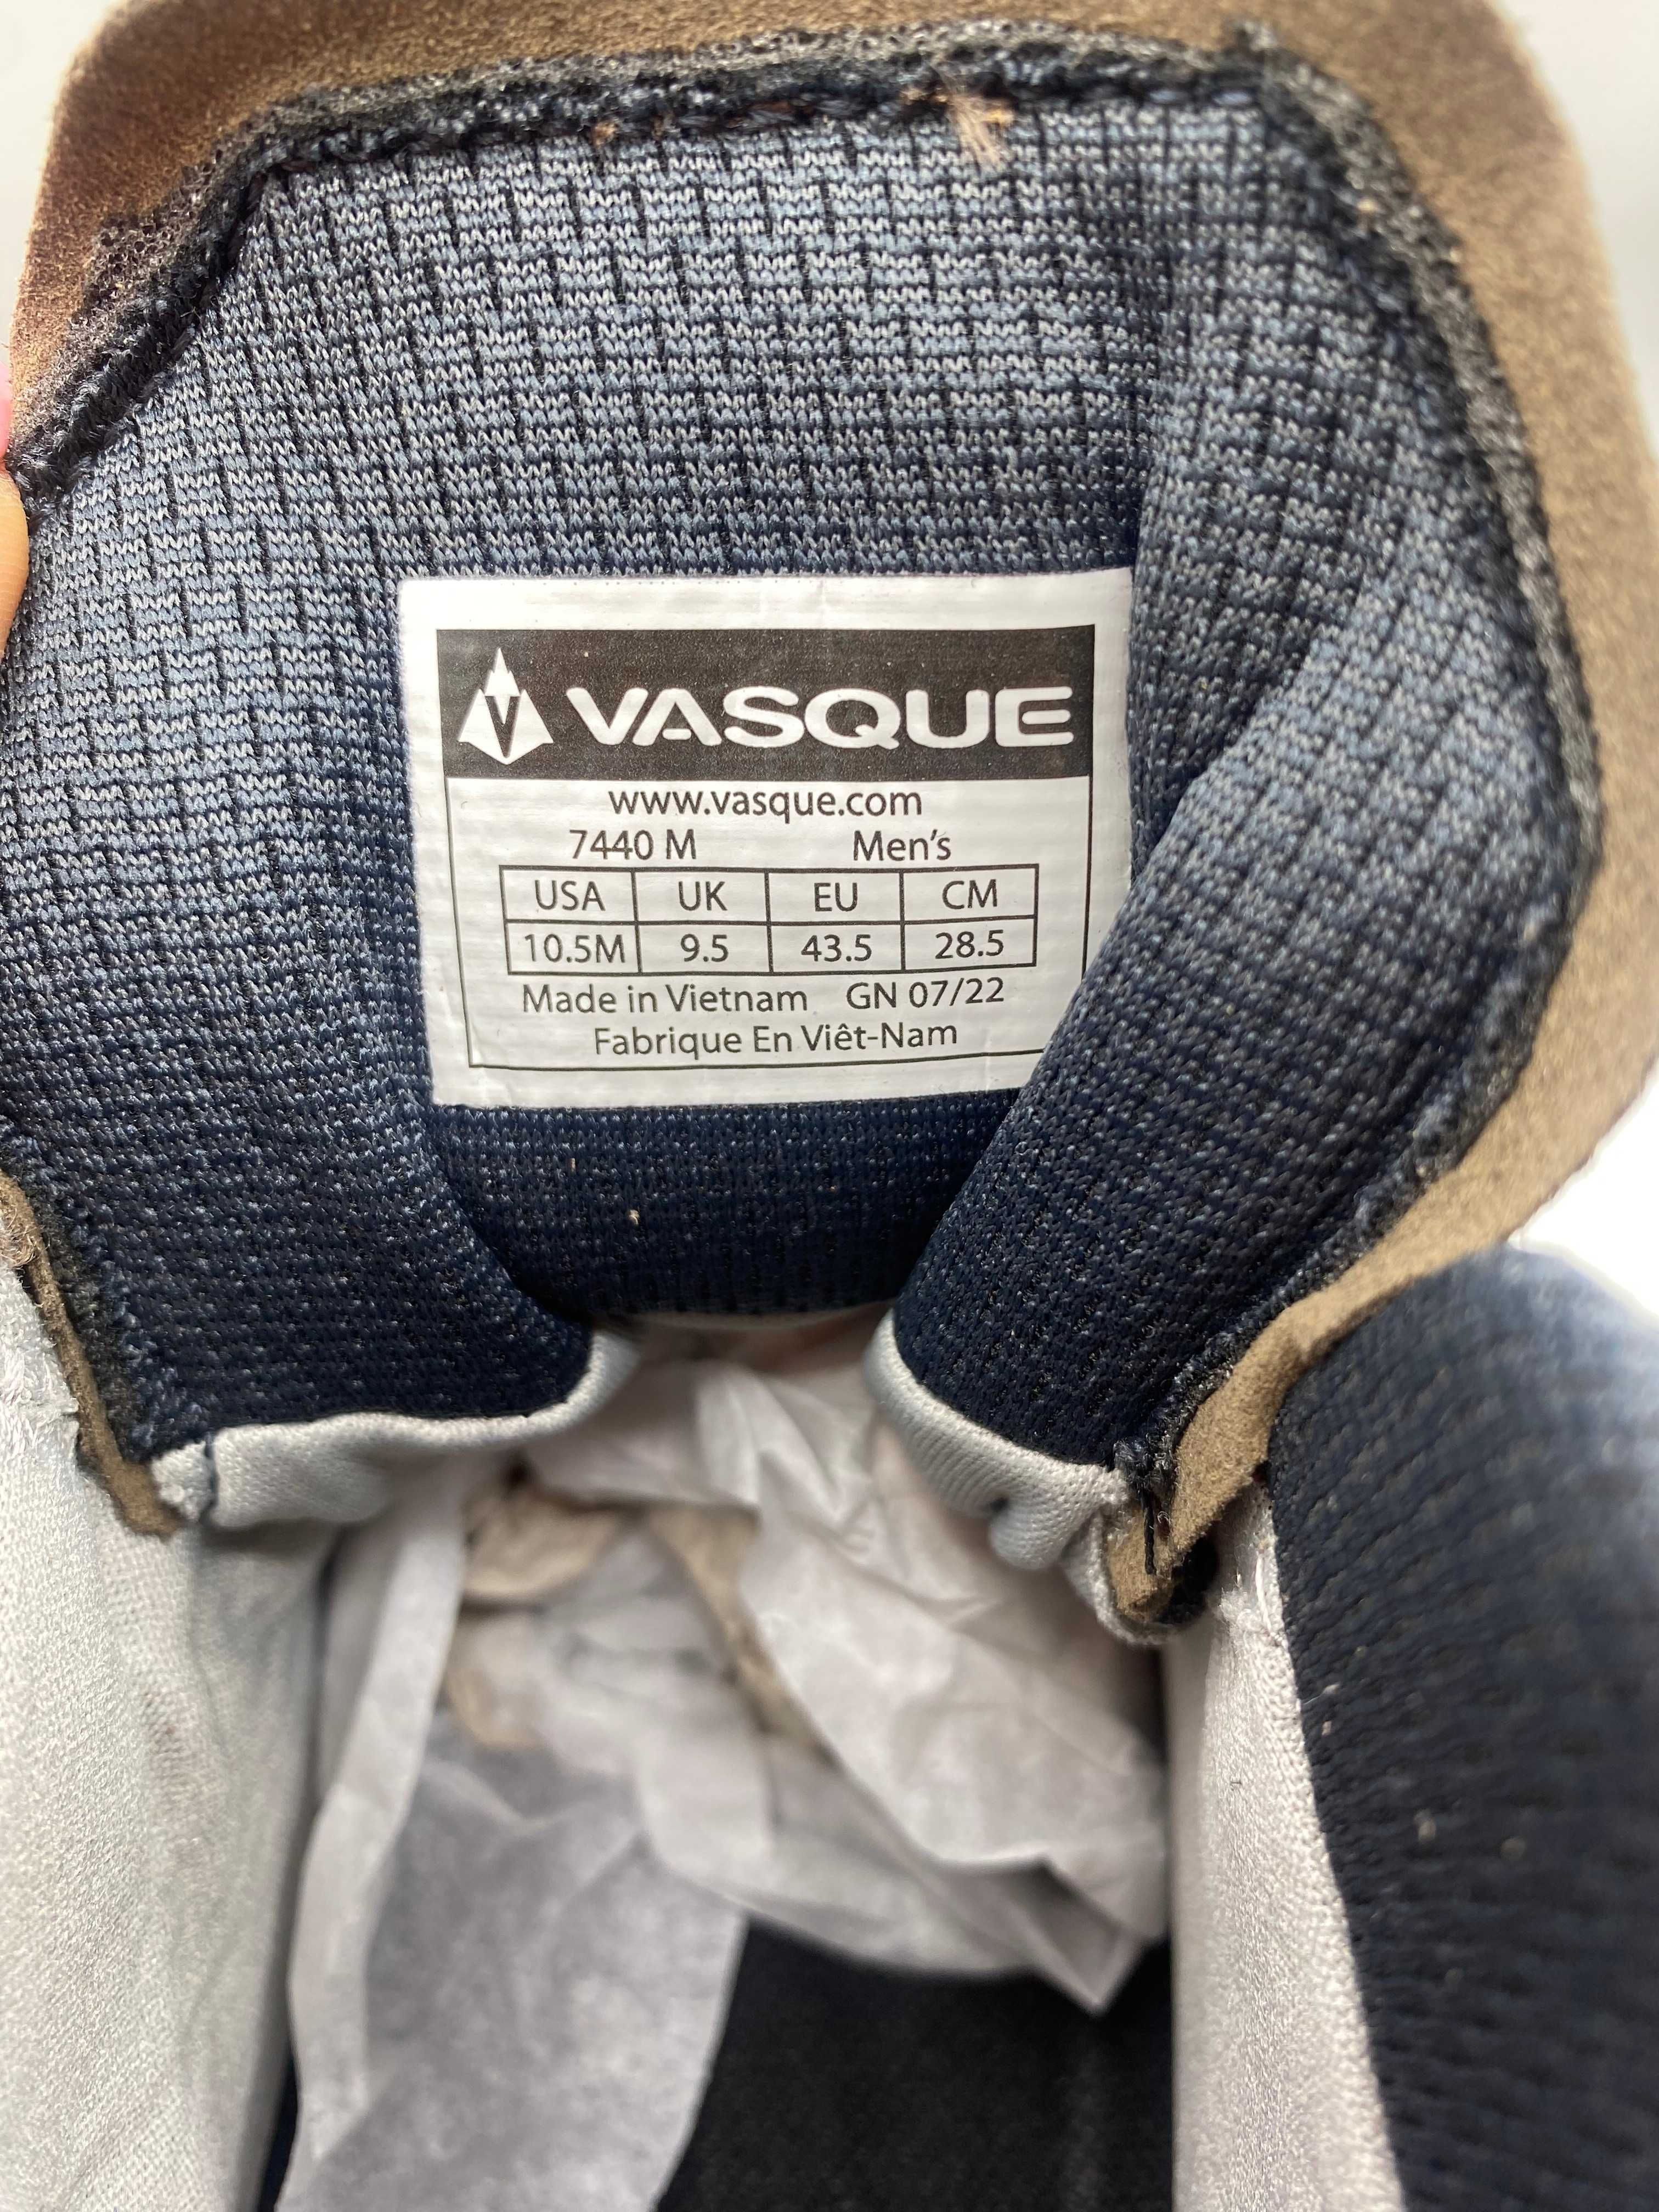 VASQUE
www.vasque.com
7440 M Men's
USA UK EU CM
10.5M 9.5 43.5 28.5
Made in Vietnam GN 07/22
Fabrique En Viêt-Nam